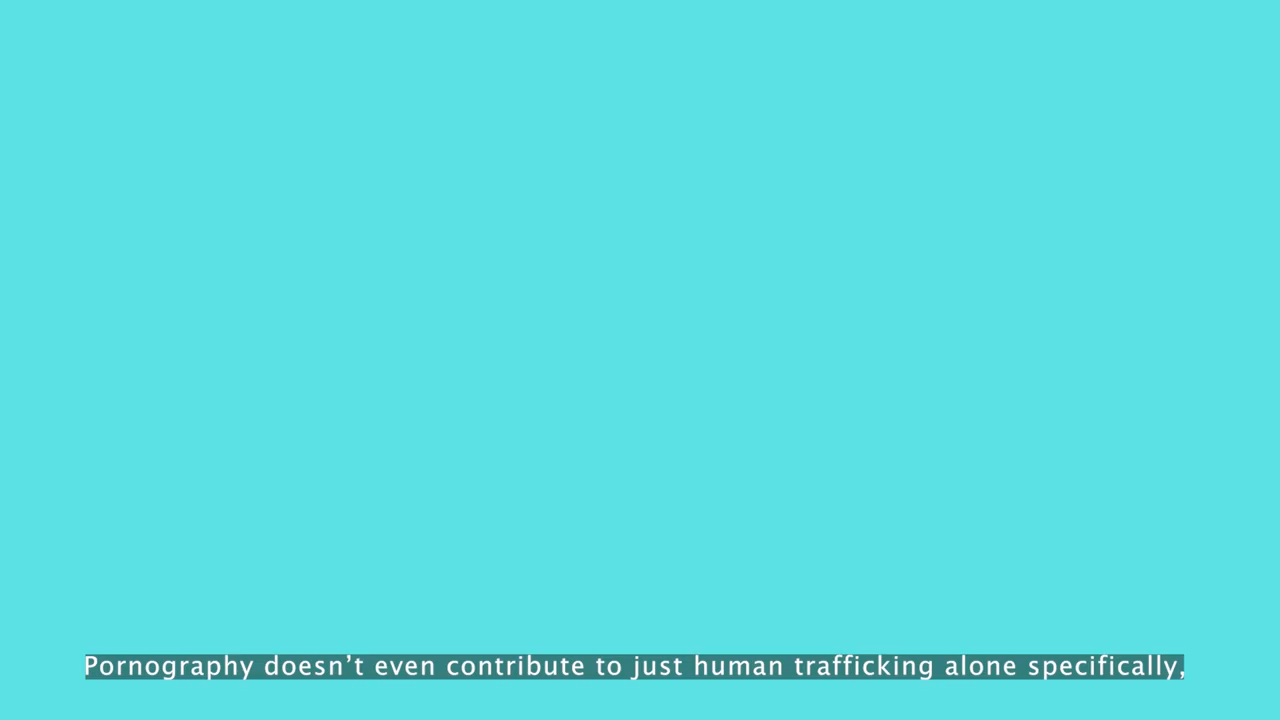 Pornography doesn’t even contribute to just human trafficking alone specifically,